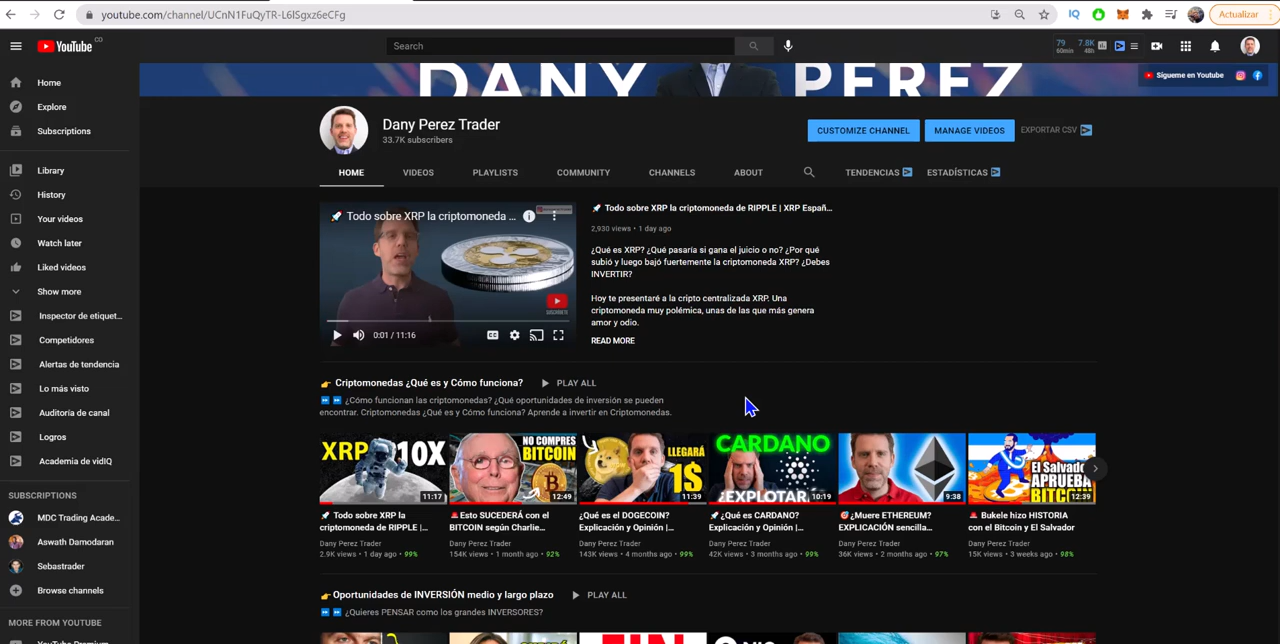 youtube.com/channel/UCnN1FuQyTR-L6lSgxz6eCFg
Actualizar
YouTube CO
Search
79 60min 7.8K 48h
DANY PEREZ
Sígueme en Youtube
Home
Explore
Subscriptions
Library
History
Your videos
Watch later
Liked videos
Show more
Inspector de etiquet...
Competidores
Alertas de tendencia
Lo más visto
Auditoría de canal
Logros
Academia de vidIQ
SUBSCRIPTIONS
MDC Trading Acade...
Aswath Damodaran
Sebastrader
Browse channels
MORE FROM YOUTUBE
YouTube Premium
Dany Perez Trader
33.7K subscribers
CUSTOMIZE CHANNEL
MANAGE VIDEOS
EXPORTAR CSV
HOME VIDEOS PLAYLISTS COMMUNITY CHANNELS ABOUT TENDENCIAS ESTADÍSTICAS
🚀 Todo sobre XRP la criptomoneda ...
0:01 / 11:16
🚀 Todo sobre XRP la criptomoneda de RIPPLE | XRP Españ...
2,930 views • 1 day ago
¿Qué es XRP? ¿Qué pasaría si gana el juicio o no? ¿Por qué
subió y luego bajó fuertemente la criptomoneda XRP? ¿Debes
INVERTIR?
Hoy te presentaré a la cripto centralizada XRP. Una
criptomoneda muy polémica, unas de las que más genera
amor y odio.
READ MORE
👉 Criptomonedas ¿Qué es y Cómo funciona? PLAY ALL
⏩ ⏩ ¿Cómo funcionan las criptomonedas? ¿Qué oportunidades de inversión se pueden
encontrar. Criptomonedas ¿Qué es y Cómo funciona? Aprende a invertir en Criptomonedas.
XRP 10X
11:17
🚀 Todo sobre XRP la
criptomoneda de RIPPLE |...
Dany Perez Trader
2.9K views • 1 day ago • 99%
NO COMPRES
BITCOIN
12:49
🚨Esto SUCEDERÁ con el
BITCOIN según Charlie...
Dany Perez Trader
154K views • 1 month ago • 92%
LLEGARÁ
1$
11:39
¿Qué es el DOGECOIN?
Explicación y Opinión |...
Dany Perez Trader
143K views • 4 months ago • 99%
CARDANO
¿EXPLOTAR
10:19
🚀¿Qué es CARDANO?
Explicación y Opinión |...
Dany Perez Trader
42K views • 3 months ago • 99%
9:38
🎯¿Muere ETHEREUM?
EXPLICACIÓN sencilla...
Dany Perez Trader
36K views • 2 months ago • 97%
El Salvador
APRUEBA
BITCOIN
12:39
🚨 Bukele hizo HISTORIA
con el Bitcoin y El Salvador
Dany Perez Trader
15K views • 3 weeks ago • 98%
👉Oportunidades de INVERSIÓN medio y largo plazo PLAY ALL
⏩ ⏩ ¿Quieres PENSAR como los grandes INVERSORES?